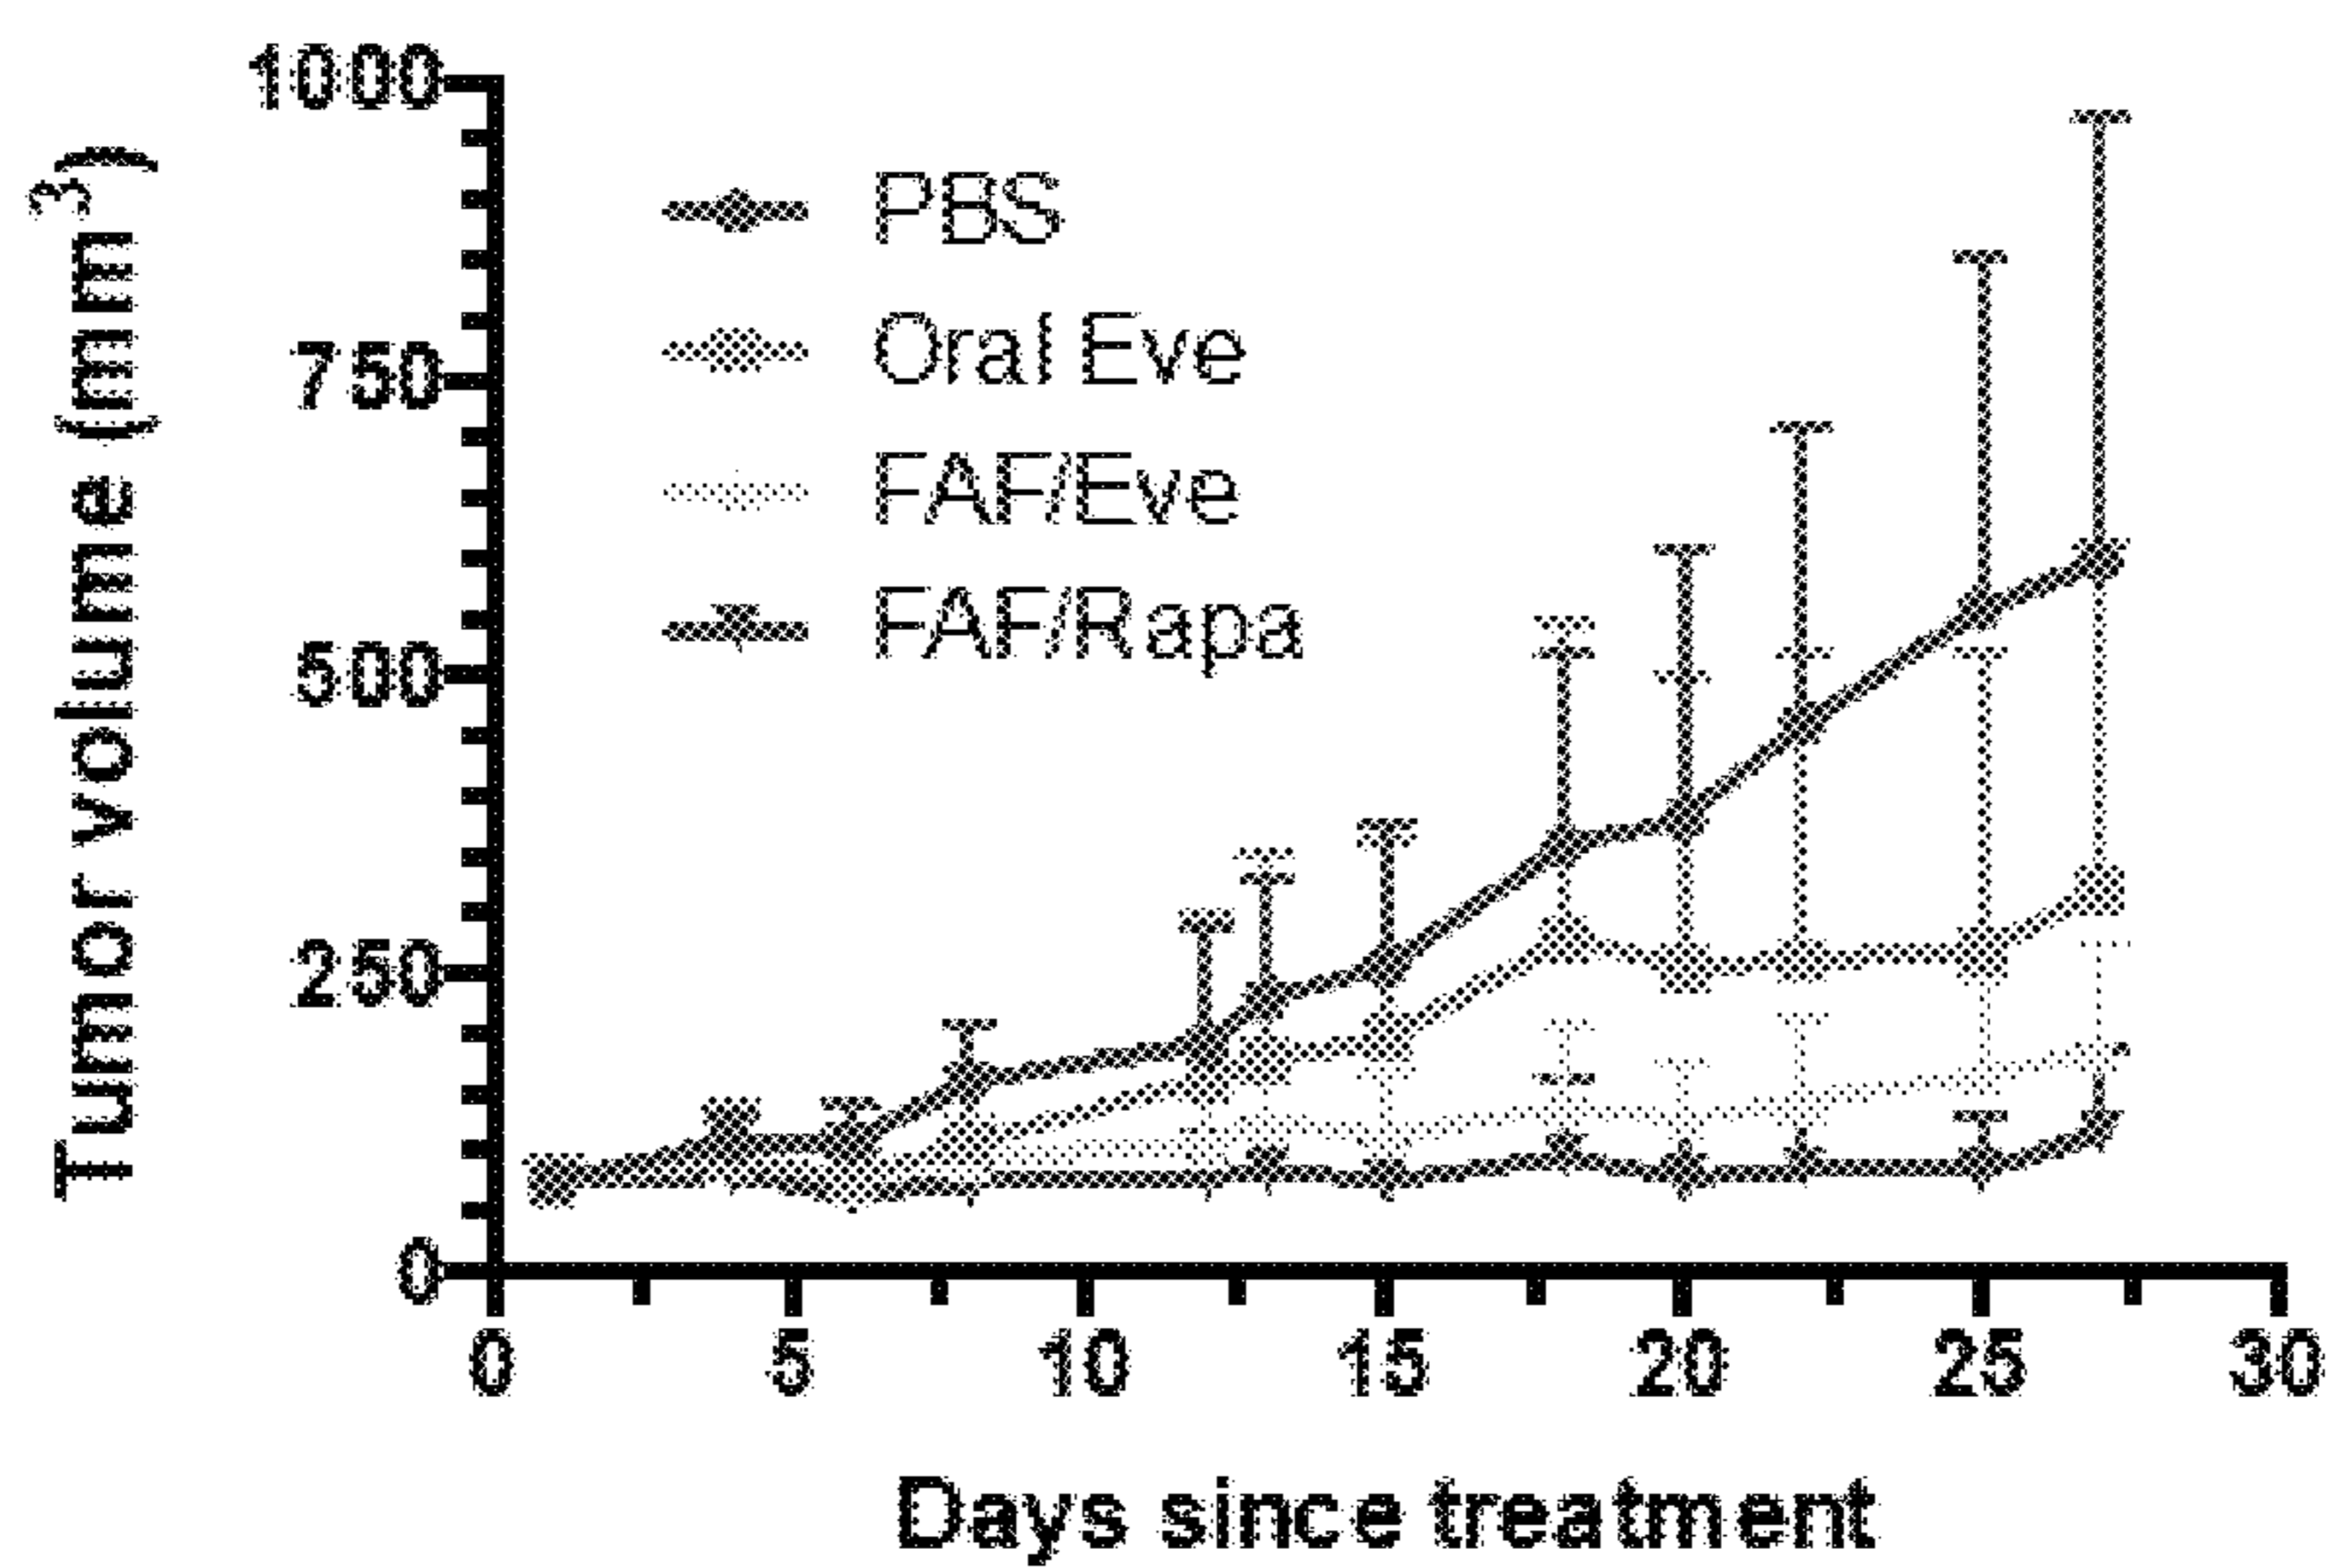 Tumor volume (mm³)
1000
750
500
250
0
PBS
Oral Eve
FAF/Eve
FAF/Rapa
0 5 10 15 20 25 30
Days since treatment